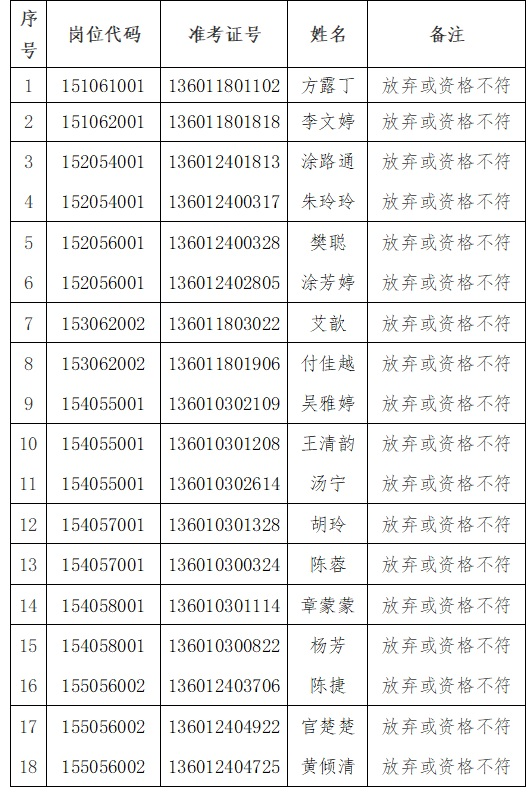 序号 岗位代码 准考证号 姓名 备注
1 151061001 136011801102 方露丁 放弃或资格不符
2 151062001 136011801818 李文婷 放弃或资格不符
3 152054001 136012401813 涂路通 放弃或资格不符
4 152054001 136012400317 朱玲玲 放弃或资格不符
5 152056001 136012400328 樊聪 放弃或资格不符
6 152056001 136012402805 涂芳婷 放弃或资格不符
7 153062002 136011803022 艾歆 放弃或资格不符
8 153062002 136011801906 付佳越 放弃或资格不符
9 154055001 136010302109 吴雅婷 放弃或资格不符
10 154055001 136010301208 王清韵 放弃或资格不符
11 154055001 136010302614 汤宁 放弃或资格不符
12 154057001 136010301328 胡玲 放弃或资格不符
13 154057001 136010300324 陈蓉 放弃或资格不符
14 154058001 136010301114 章蒙蒙 放弃或资格不符
15 154058001 136010300822 杨芳 放弃或资格不符
16 155056002 136012403706 陈捷 放弃或资格不符
17 155056002 136012404922 官楚楚 放弃或资格不符
18 155056002 136012404725 黄倾清 放弃或资格不符